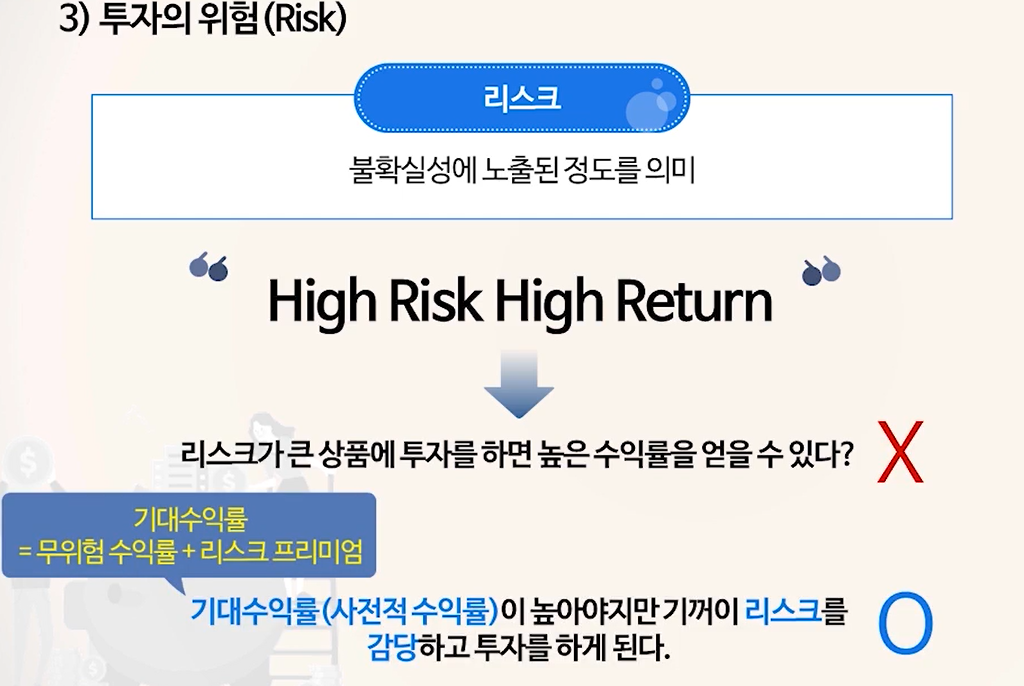 3) 투자의 위험(Risk)
리스크
불확실성에 노출된 정도를 의미
High Risk High Return
리스크가 큰 상품에 투자를 하면 높은 수익률을 얻을 수 있다? X
기대수익률
= 무위험 수익률 + 리스크 프리미엄
기대수익률(사전적 수익률)이 높아야지만 기꺼이 리스크를 O
감당하고 투자를 하게 된다.